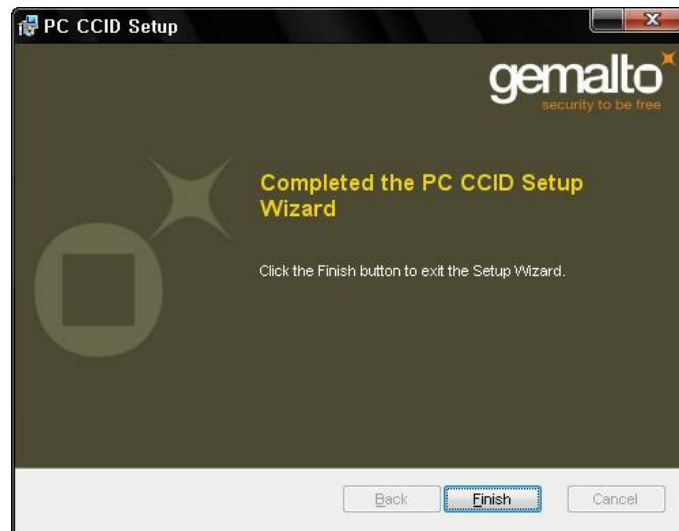 PC CCID Setup
gemalto
security to be free
Completed the PC CCID Setup
Wizard
Click the Finish button to exit the Setup Wizard.
Back Finish Cancel